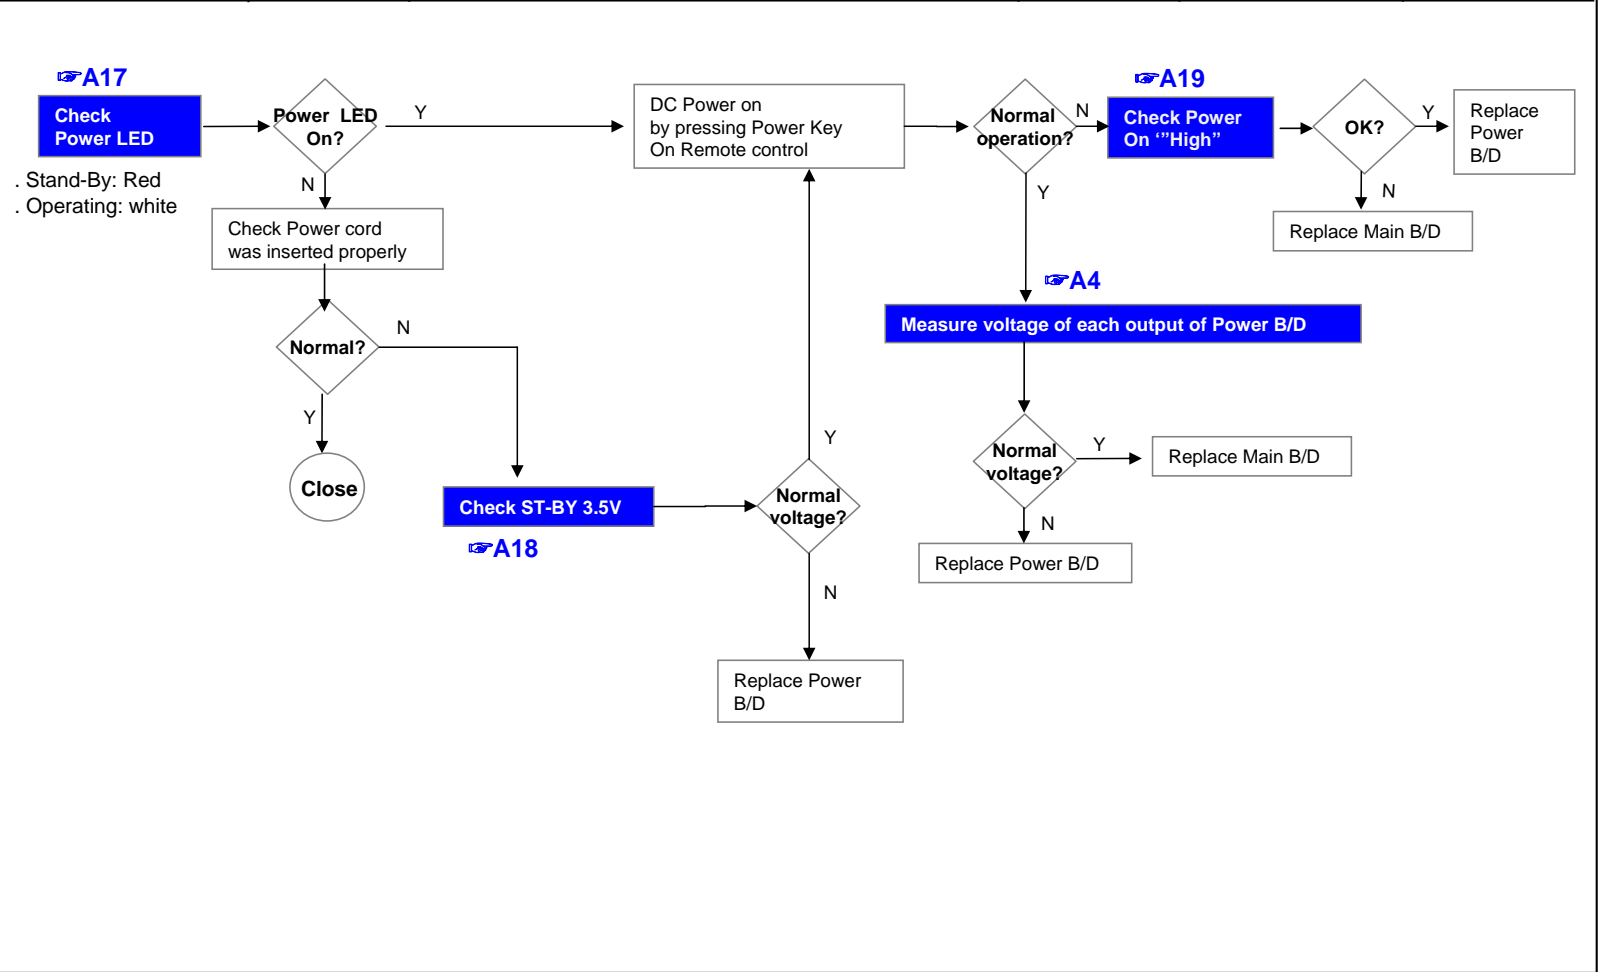 ☞A17
Check
Power LED
. Stand-By: Red
. Operating: white
Power LED
On?
Y
N
Check Power cord
was inserted properly
Normal?
N
Y
Close
Check ST-BY 3.5V
☞A18
Normal
voltage?
Y
N
Replace Power
B/D
DC Power on
by pressing Power Key
On Remote control
Normal
operation?
N
Y
☞A19
Check Power
On ‘”High”
OK?
Y
Replace
Power
B/D
N
Replace Main B/D
☞A4
Measure voltage of each output of Power B/D
Normal
voltage?
Y
Replace Main B/D
N
Replace Power B/D